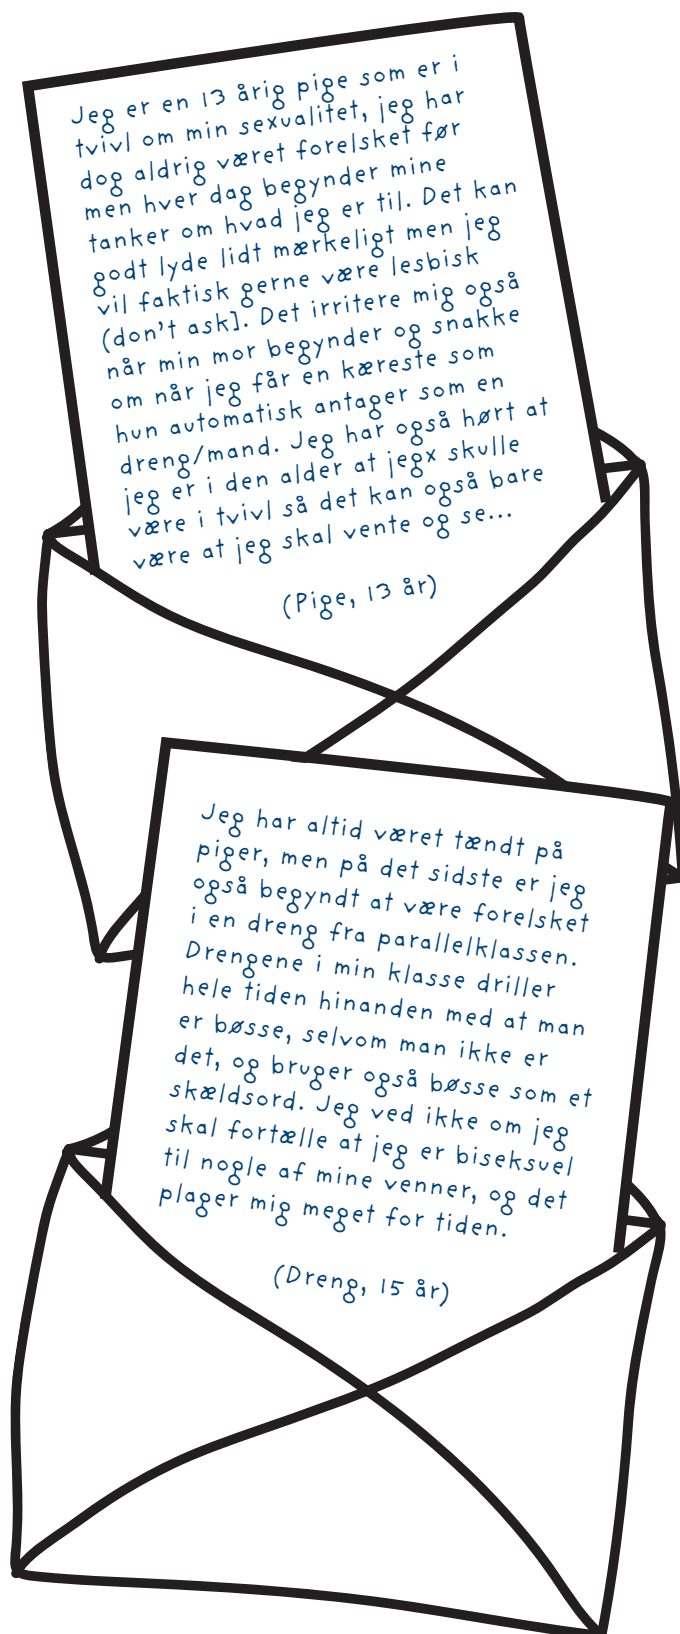 Jeg er en 13 årig pige som er i
tvivl om min sexualitet, jeg har
dog aldrig været forelsket før
men hver dag begynder mine
tanker om hvad jeg er til. Det kan
godt lyde lidt mærkeligt men jeg
vil faktisk gerne være lesbisk
(don't ask]. Det irritere mig også
når min mor begynder og snakke
om når jeg får en kæreste som
hun automatisk antager som en
dreng/mand. Jeg har også hørt at
jeg er i den alder at jegx skulle
være i tvivl så det kan også bare
være at jeg skal vente og se...
(Pige, 13 år)
Jeg har altid været tændt på
piger, men på det sidste er jeg
også begyndt at være forelsket
i en dreng fra parallelklassen.
Drengene i min klasse driller
hele tiden hinanden med at man
er bøsse, selvom man ikke er
det, og bruger også bøsse som et
skældsord. Jeg ved ikke om jeg
skal fortælle at jeg er biseksuel
til nogle af mine venner, og det
plager mig meget for tiden.
(Dreng, 15 år)